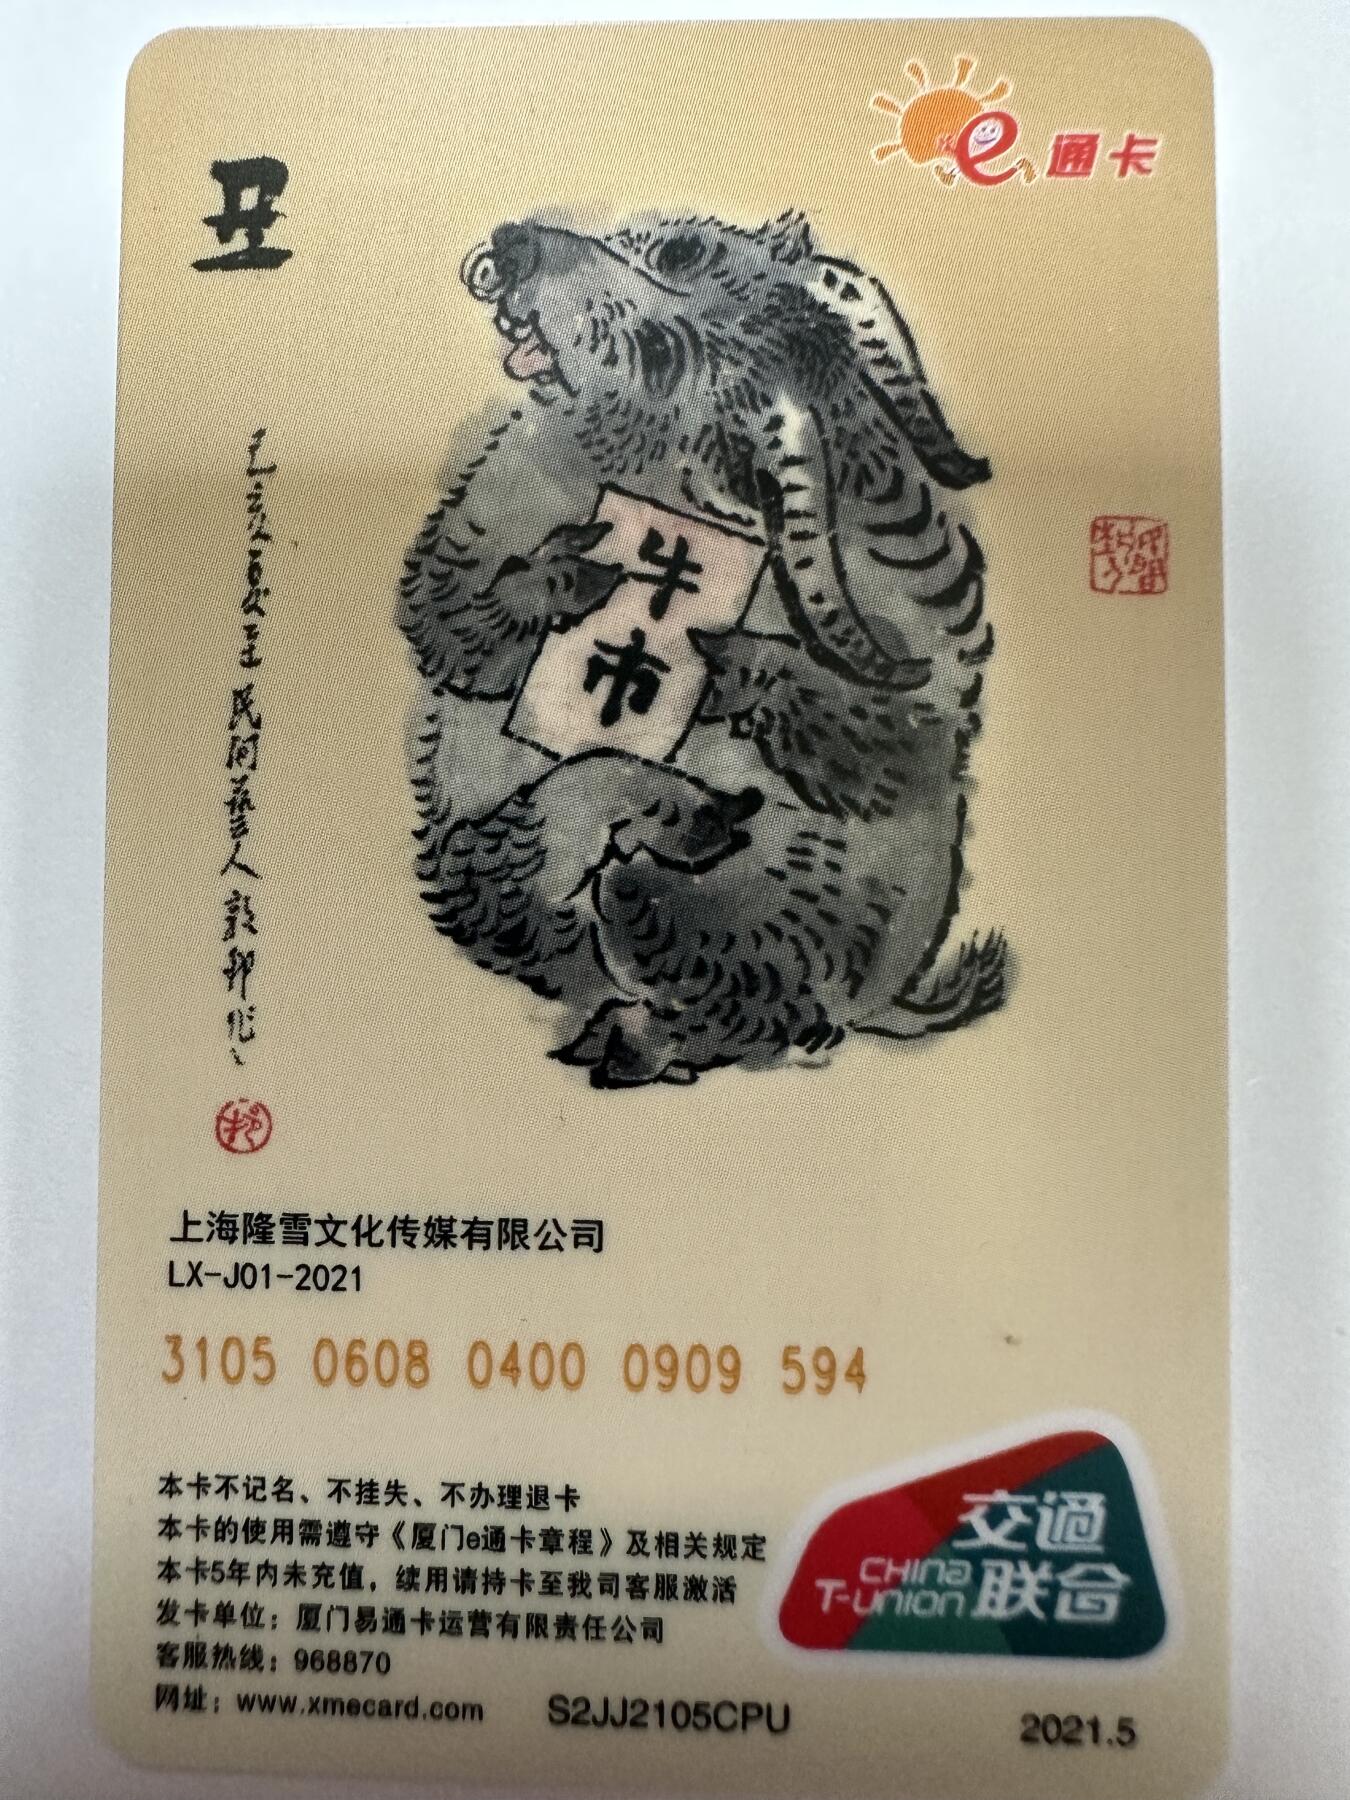 e通卡
丑
牛
市
民间藝人郭邦作
上海隆雪文化传媒有限公司
LX-J01-2021
3105 0608 0400 0909 594
本卡不记名、不挂失、不办理退卡
本卡的使用需遵守《厦门e通卡章程》及相关规定
本卡5年内未充值，续用请持卡至我司客服激活
发卡单位：厦门易通卡运营有限责任公司
客服热线：968870
网址：www.xmecard.com
S2JJ2105CPU
2021.5
交通
CHINA
T-UNION 联合